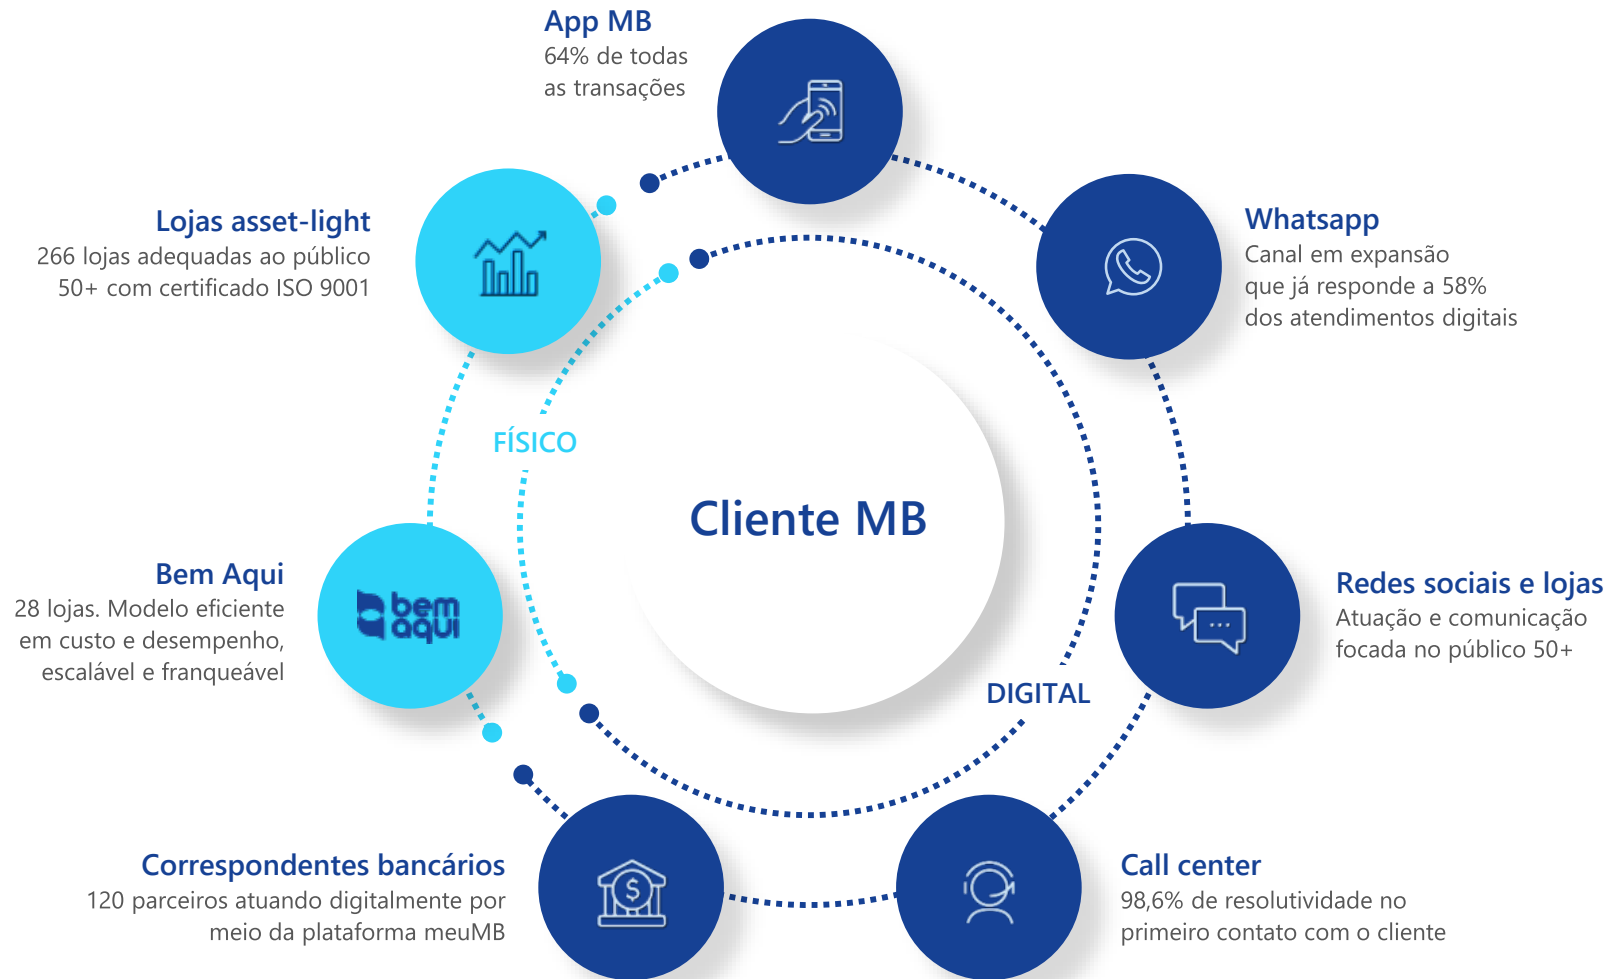 App MB
64% de todas
as transações
Lojas asset-light
266 lojas adequadas ao público
50+ com certificado ISO 9001
Whatsapp
Canal em expansão
que já responde a 58%
dos atendimentos digitais
FÍSICO
Cliente MB
Bem Aqui
28 lojas. Modelo eficiente
em custo e desempenho,
escalável e franqueável
bem
aqui
Redes sociais e lojas
Atuação e comunicação
focada no público 50+
DIGITAL
Correspondentes bancários
120 parceiros atuando digitalmente por
meio da plataforma meuMB
$
Call center
98,6% de resolutividade no
primeiro contato com o cliente